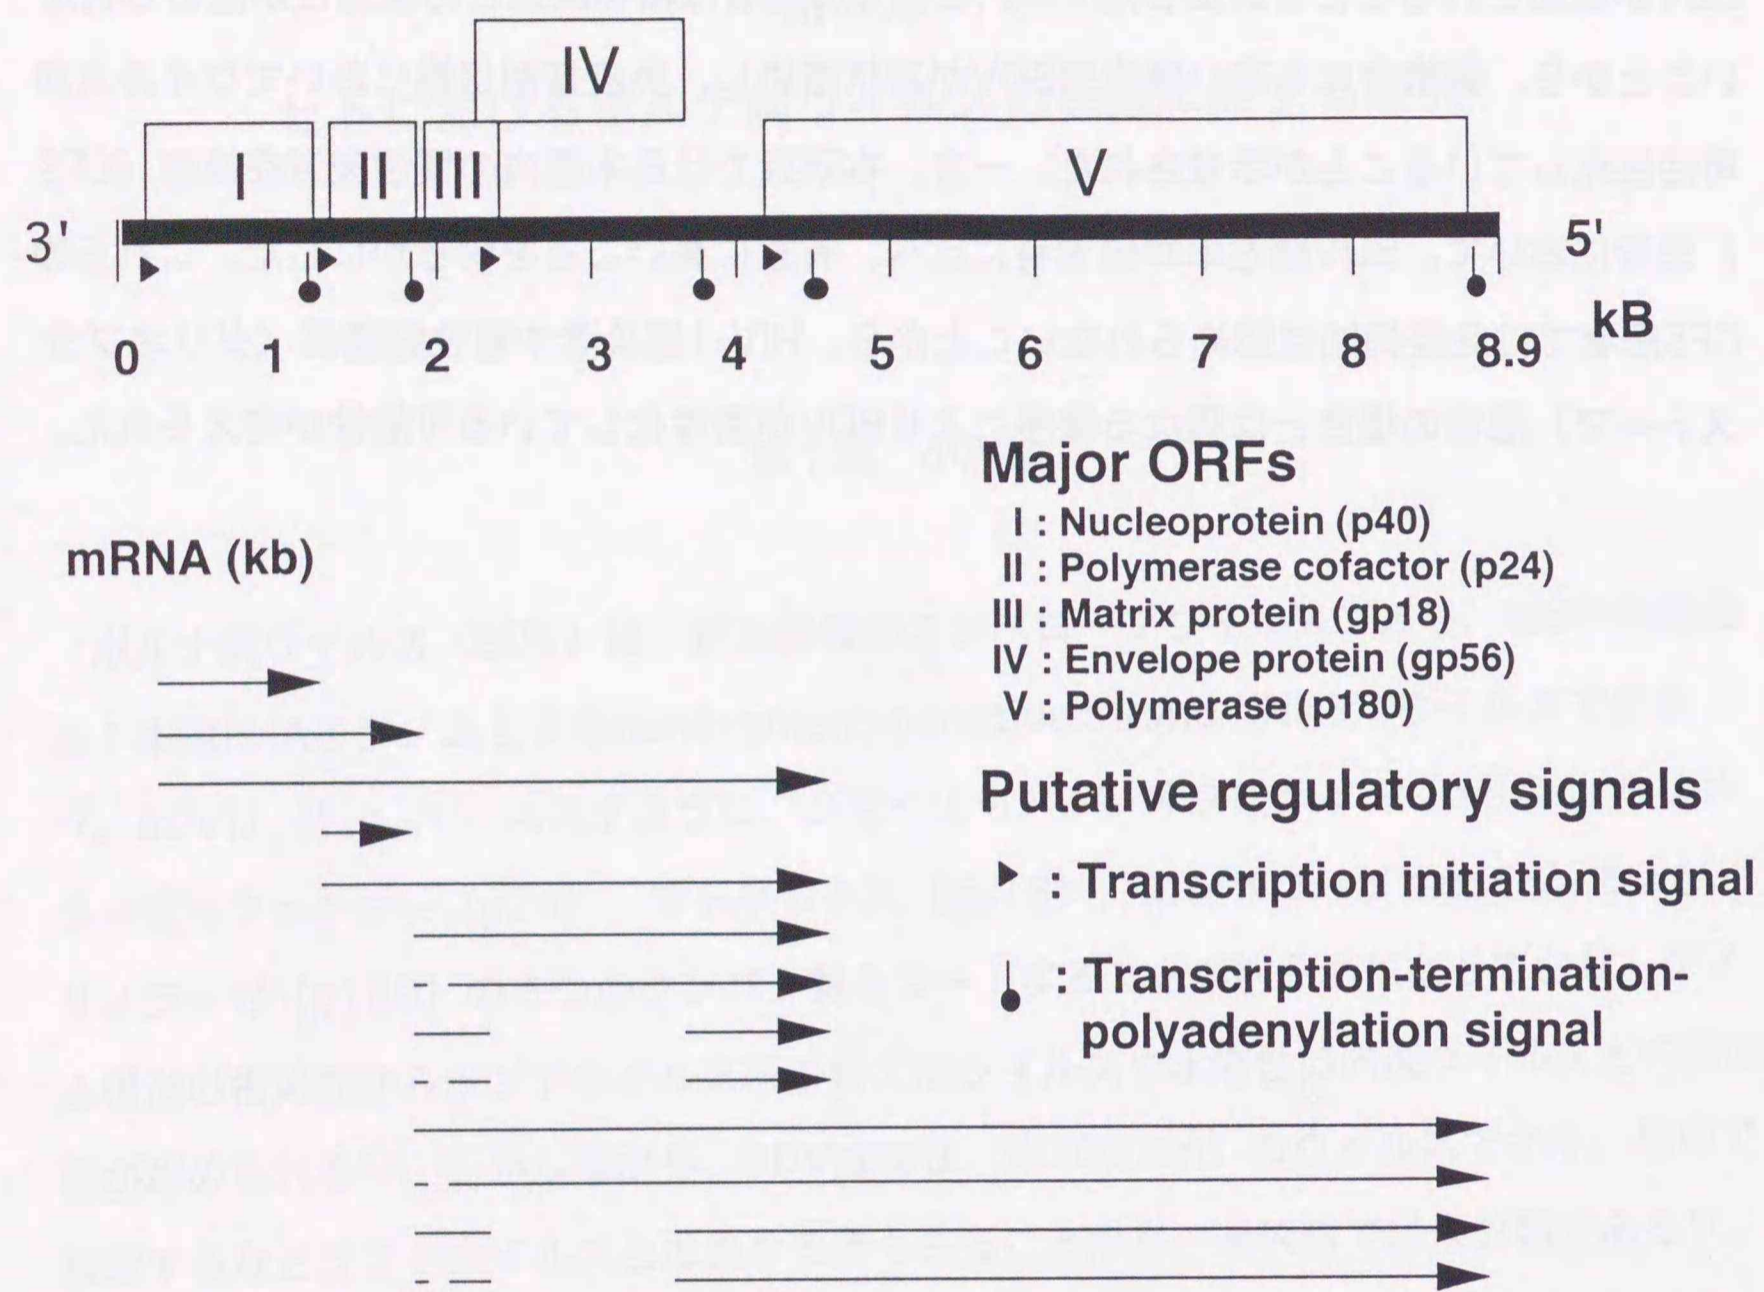 IV
I
II
III
V
3'
5'
kB
0 1 2 3 4 5 6 7 8 8.9
Major ORFs
I : Nucleoprotein (p40)
II : Polymerase cofactor (p24)
III : Matrix protein (gp18)
IV : Envelope protein (gp56)
V : Polymerase (p180)
mRNA (kb)
Putative regulatory signals
: Transcription initiation signal
: Transcription-termination-
polyadenylation signal